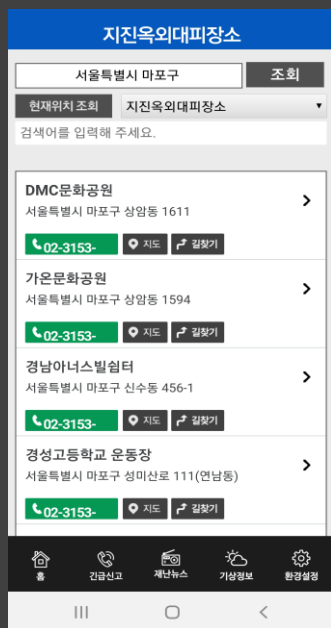 지진옥외대피장소
서울특별시 마포구 조회
현재위치 조회 지진옥외대피장소
검색어를 입력해 주세요.
DMC문화공원
서울특별시 마포구 상암동 1611
02-3153- 지도 길찾기
가온문화공원
서울특별시 마포구 상암동 1594
02-3153- 지도 길찾기
경남아너스빌쉼터
서울특별시 마포구 신수동 456-1
02-3153- 지도 길찾기
경성고등학교 운동장
서울특별시 마포구 성미산로 111(연남동)
02-3153- 지도 길찾기
홈 긴급신고 재난뉴스 기상정보 환경설정